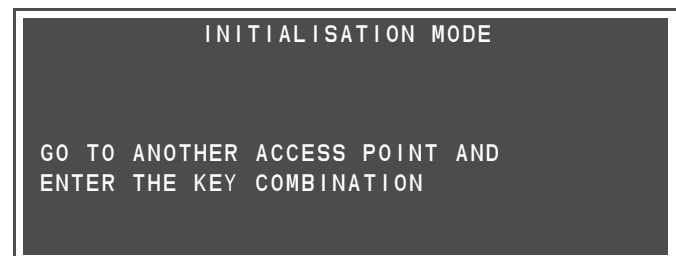 INITIALISATION MODE
GO TO ANOTHER ACCESS POINT AND
ENTER THE KEY COMBINATION